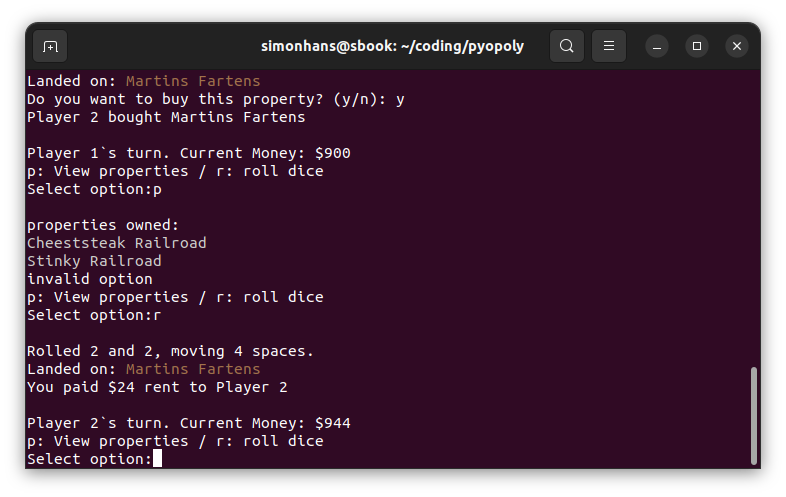 simonhans@sbook: ~/coding/pyopoly
Landed on: Martins Fartens
Do you want to buy this property? (y/n): y
Player 2 bought Martins Fartens
Player 1`s turn. Current Money: $900
p: View properties / r: roll dice
Select option:p
properties owned:
Cheeststeak Railroad
Stinky Railroad
invalid option
p: View properties / r: roll dice
Select option:r
Rolled 2 and 2, moving 4 spaces.
Landed on: Martins Fartens
You paid $24 rent to Player 2
Player 2`s turn. Current Money: $944
p: View properties / r: roll dice
Select option: